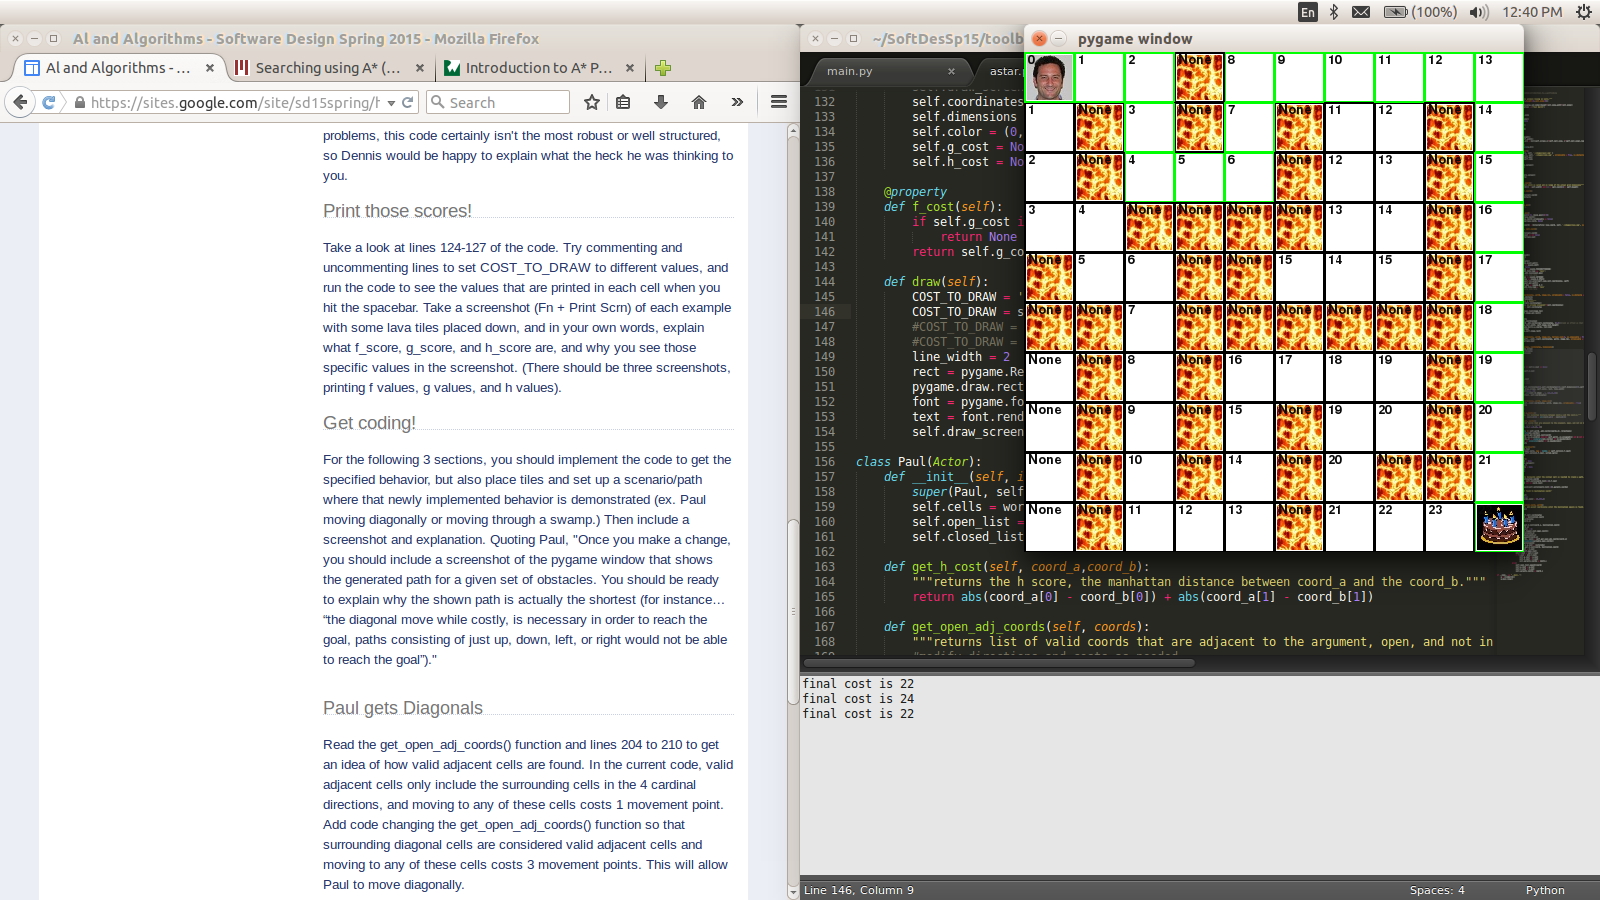 En (100%) 12:40 PM
AI and Algorithms - Software Design Spring 2015 - Mozilla Firefox
AI and Algorithms - ...
Searching using A* (...
Introduction to A* P...
https://sites.google.com/site/sd15spring/h
Search
problems, this code certainly isn't the most robust or well structured,
so Dennis would be happy to explain what the heck he was thinking to
you.
Print those scores!
Take a look at lines 124-127 of the code. Try commenting and
uncommenting lines to set COST_TO_DRAW to different values, and
run the code to see the values that are printed in each cell when you
hit the spacebar. Take a screenshot (Fn + Print Scrn) of each example
with some lava tiles placed down, and in your own words, explain
what f_score, g_score, and h_score are, and why you see those
specific values in the screenshot. (There should be three screenshots,
printing f values, g values, and h values).
Get coding!
For the following 3 sections, you should implement the code to get the
specified behavior, but also place tiles and set up a scenario/path
where that newly implemented behavior is demonstrated (ex. Paul
moving diagonally or moving through a swamp.) Then include a
screenshot and explanation. Quoting Paul, "Once you make a change,
you should include a screenshot of the pygame window that shows
the generated path for a given set of obstacles. You should be ready
to explain why the shown path is actually the shortest (for instance…
“the diagonal move while costly, is necessary in order to reach the
goal, paths consisting of just up, down, left, or right would not be able
to reach the goal”)."
Paul gets Diagonals
Read the get_open_adj_coords() function and lines 204 to 210 to get
an idea of how valid adjacent cells are found. In the current code, valid
adjacent cells only include the surrounding cells in the 4 cardinal
directions, and moving to any of these cells costs 1 movement point.
Add code changing the get_open_adj_coords() function so that
surrounding diagonal cells are considered valid adjacent cells and
moving to any of these cells costs 3 movement points. This will allow
Paul to move diagonally.
~/SoftDesSp15/toolb
main.py
astar.
132 self.coordinates
133 self.dimensions
134 self.color = (0,
135 self.g_cost = No
136 self.h_cost = No
137
138 @property
139 def f_cost(self):
140 if self.g_cost i
141 return None
142 return self.g_co
143
144 def draw(self):
145 COST_TO_DRAW = '
146 COST_TO_DRAW = s
147 #COST_TO_DRAW =
148 #COST_TO_DRAW =
149 line_width = 2
150 rect = pygame.Re
151 pygame.draw.rect
152 font = pygame.fo
153 text = font.rend
154 self.draw_screen
155
156 class Paul(Actor):
157 def __init__(self, i
158 super(Paul, self
159 self.cells = wor
160 self.open_list =
161 self.closed_list
162
163 def get_h_cost(self, coord_a,coord_b):
164 """returns the h score, the manhattan distance between coord_a and the coord_b."""
165 return abs(coord_a[0] - coord_b[0]) + abs(coord_a[1] - coord_b[1])
166
167 def get_open_adj_coords(self, coords):
168 """returns list of valid coords that are adjacent to the argument, open, and not in
pygame window
0 1 2 None 8 9 10 11 12 13
1 None 3 None 7 None 11 12 None 14
2 None 4 5 6 None 12 13 None 15
3 4 None None None None 13 14 None 16
None 5 6 None None 15 14 15 None 17
None None 7 None None None None None None 18
None None 8 None 16 17 18 19 None 19
None None 9 None 15 None 19 20 None 20
None None 10 None 14 None 20 None None 21
None None 11 12 13 None 21 22 23
final cost is 22
final cost is 24
final cost is 22
Line 146, Column 9 Spaces: 4 Python